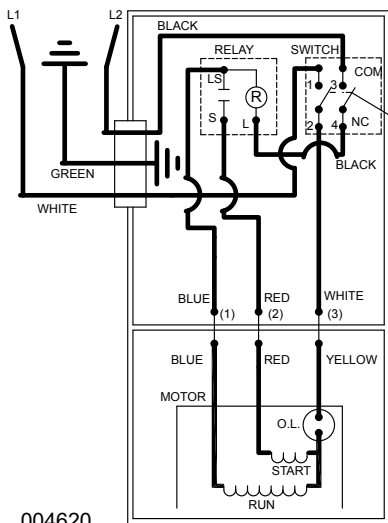 L1
L2
BLACK
RELAY
SWITCH
LS
COM
1
3
R
S
L
2
4
NC
BLACK
GREEN
WHITE
BLUE
RED
WHITE
(1)
(2)
(3)
BLUE
RED
YELLOW
MOTOR
O.L.
START
RUN
004620